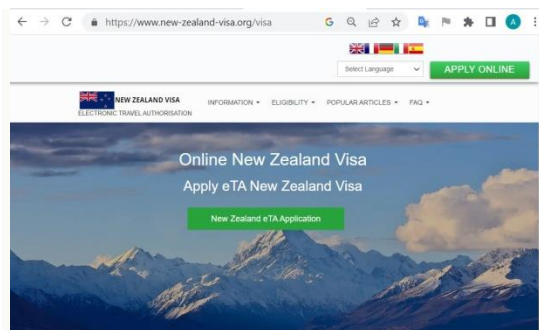 https://www.new-zealand-visa.org/visa
Select Language
APPLY ONLINE
NEW ZEALAND VISA
ELECTRONIC TRAVEL AUTHORISATION
INFORMATION
ELIGIBILITY
POPULAR ARTICLES
FAQ
Online New Zealand Visa
Apply eTA New Zealand Visa
New Zealand eTA Application